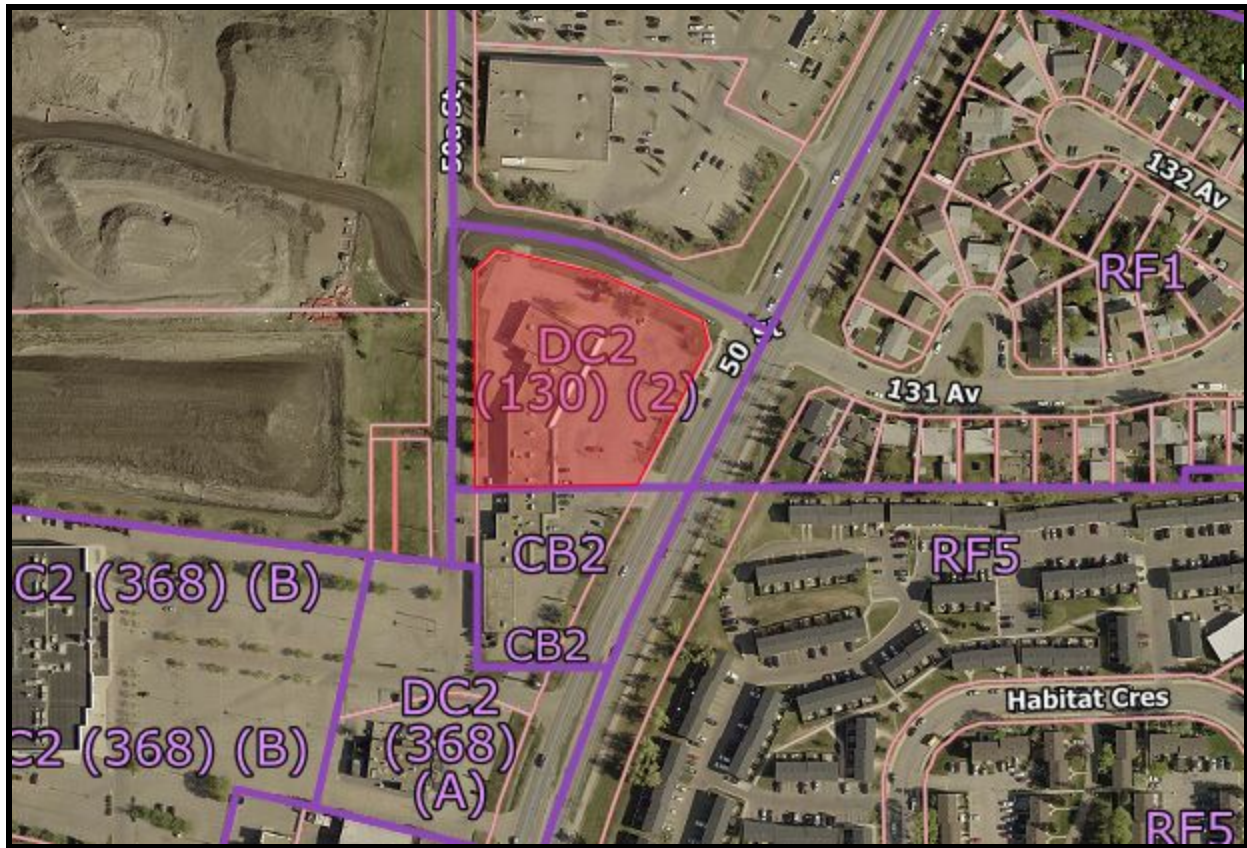 132 Av
RF1
50 St
DC2
(130) (2)
131 Av
CB2
RF5
C2 (368) (B)
CB2
DC2
(368)
(A)
Habitat Cres
C2 (368) (B)
RF5